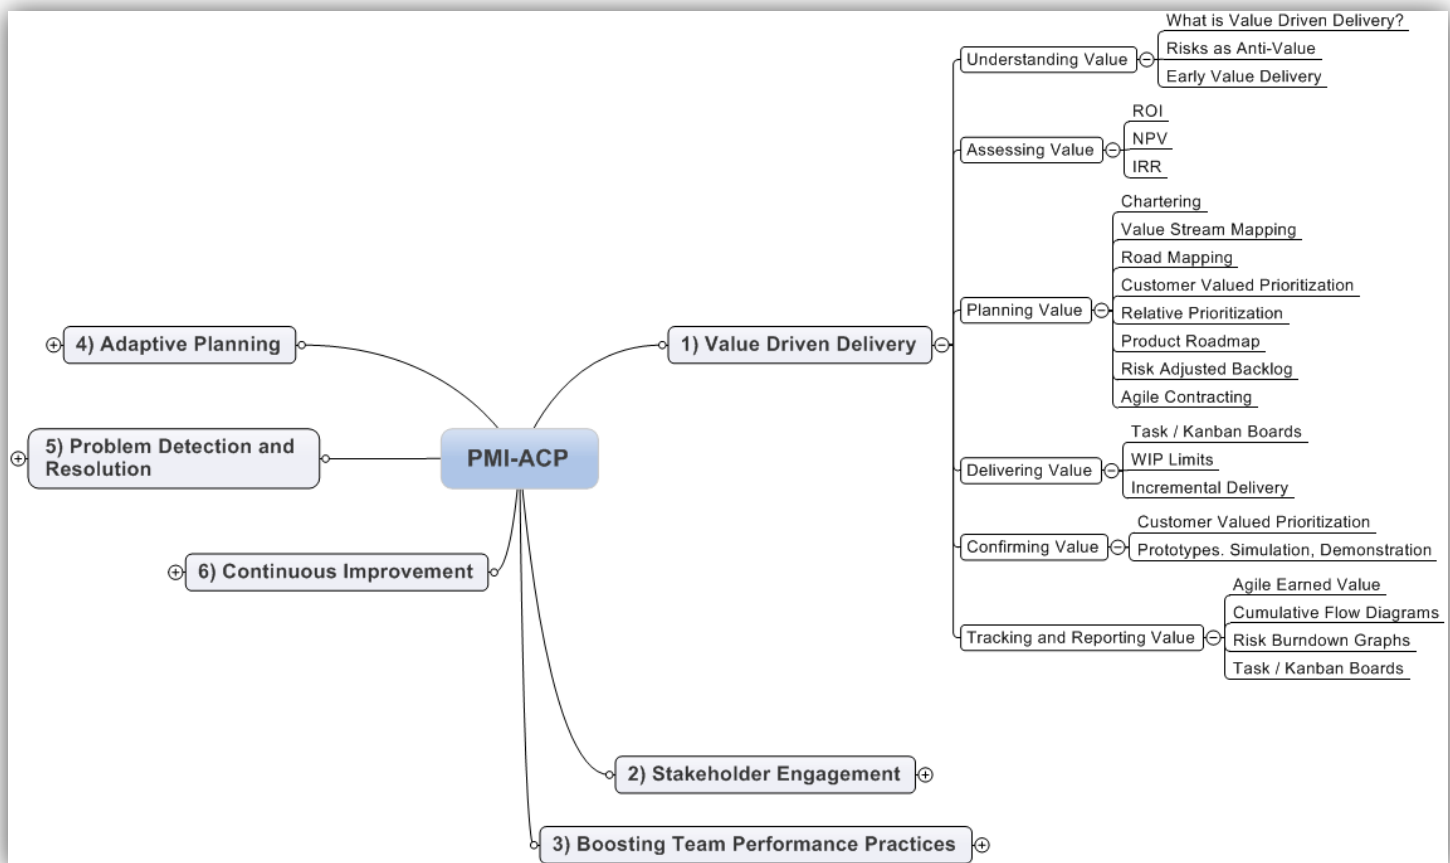 PMI-ACP
1) Value Driven Delivery
Understanding Value
What is Value Driven Delivery?
Risks as Anti-Value
Early Value Delivery
Assessing Value
ROI
NPV
IRR
Planning Value
Chartering
Value Stream Mapping
Road Mapping
Customer Valued Prioritization
Relative Prioritization
Product Roadmap
Risk Adjusted Backlog
Agile Contracting
Delivering Value
Task / Kanban Boards
WIP Limits
Incremental Delivery
Confirming Value
Customer Valued Prioritization
Prototypes. Simulation, Demonstration
Tracking and Reporting Value
Agile Earned Value
Cumulative Flow Diagrams
Risk Burndown Graphs
Task / Kanban Boards
2) Stakeholder Engagement
3) Boosting Team Performance Practices
4) Adaptive Planning
5) Problem Detection and
Resolution
6) Continuous Improvement